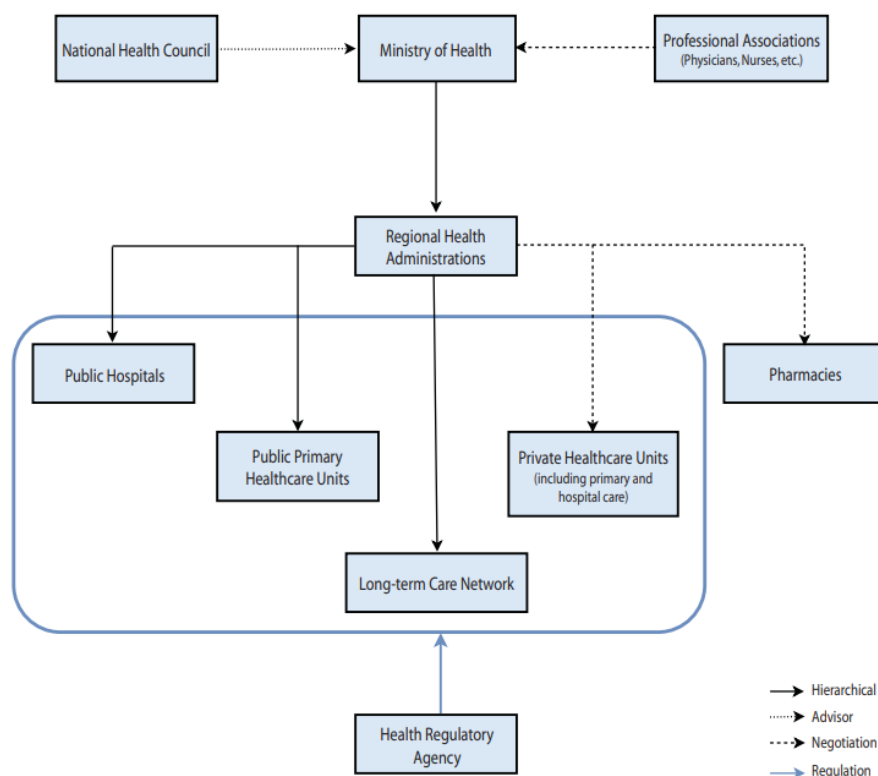 National Health Council
Ministry of Health
Professional Associations
(Physicians, Nurses, etc.)
Regional Health
Administrations
Public Hospitals
Pharmacies
Public Primary
Healthcare Units
Private Healthcare Units
(including primary and
hospital care)
Long-term Care Network
Health Regulatory
Agency
Hierarchical
Advisor
Negotiation
Regulation